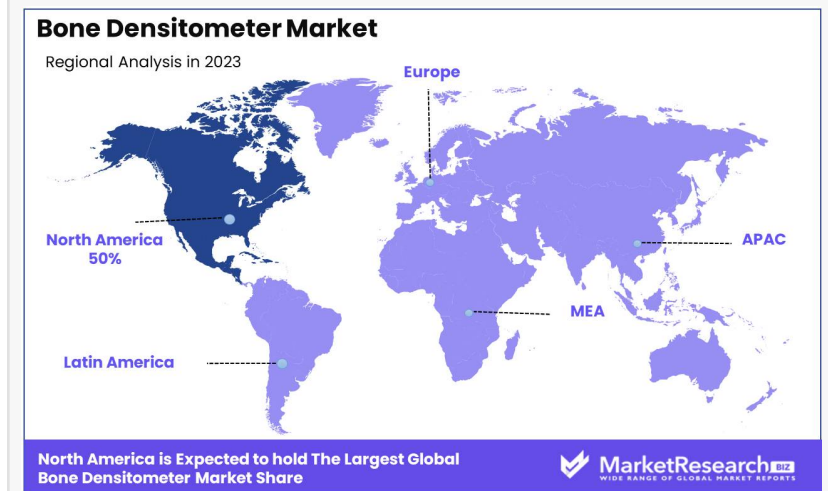 Bone Densitometer Market
Regional Analysis in 2023
Europe
North America
50%
APAC
MEA
Latin America
North America is Expected to hold The Largest Global
Bone Densitometer Market Share
MarketResearch BIZ
WIDE RANGE OF GLOBAL MARKET REPORTS